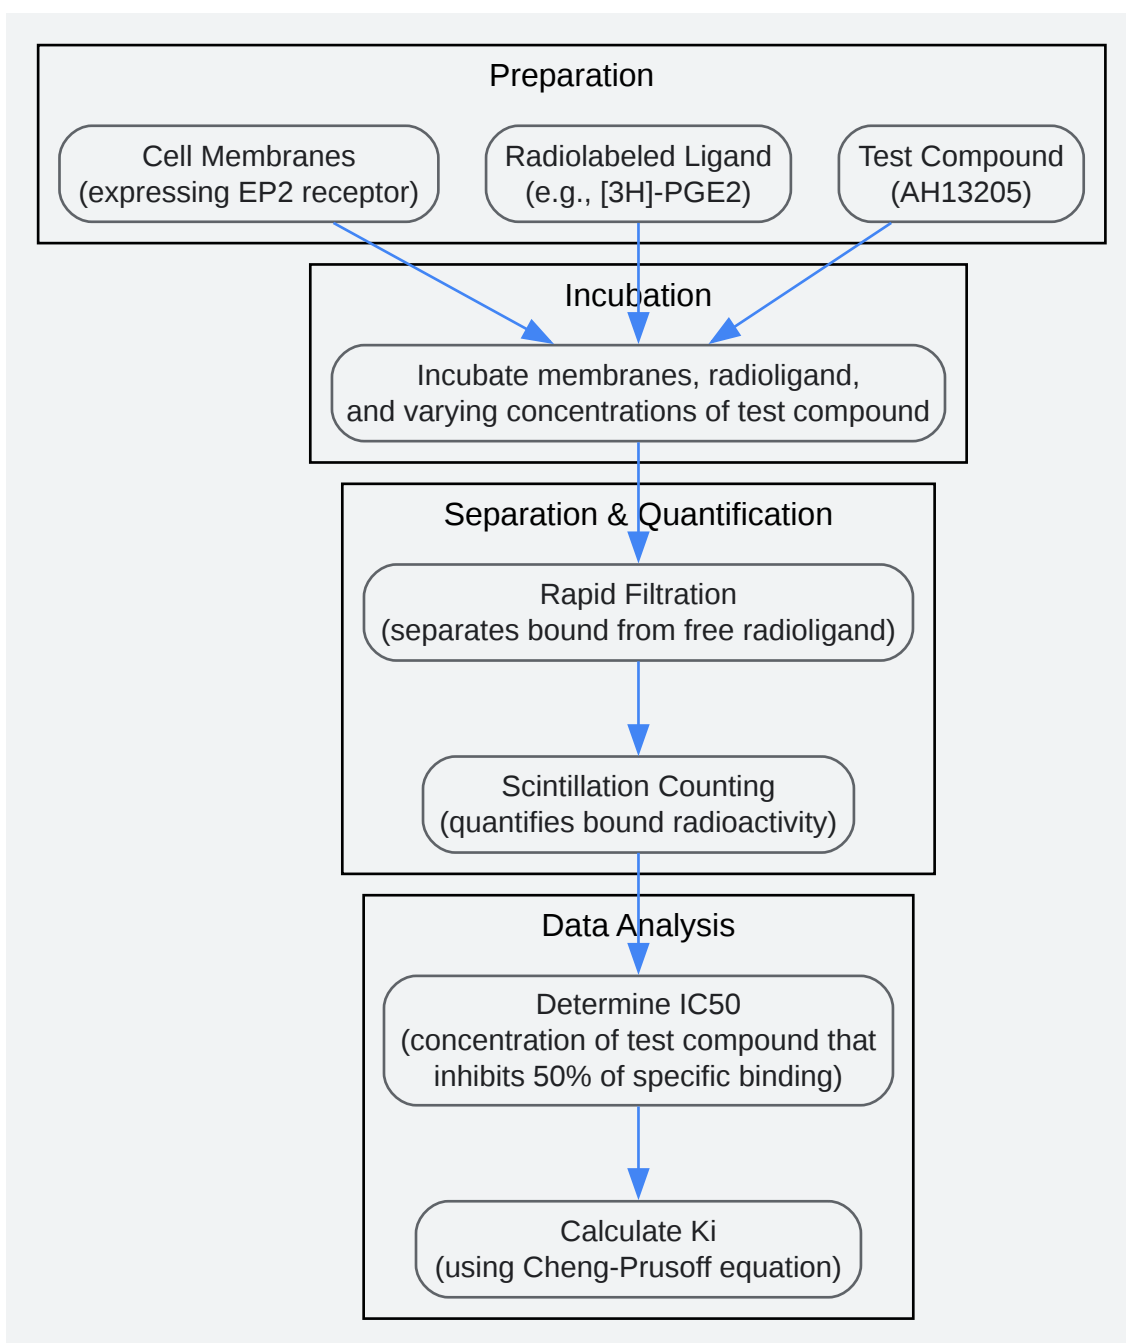 Preparation
Cell Membranes
(expressing EP2 receptor)
Radiolabeled Ligand
(e.g., [3H]-PGE2)
Test Compound
(AH13205)
Incubation
Incubate membranes, radioligand,
and varying concentrations of test compound
Separation & Quantification
Rapid Filtration
(separates bound from free radioligand)
Scintillation Counting
(quantifies bound radioactivity)
Data Analysis
Determine IC50
(concentration of test compound that
inhibits 50% of specific binding)
Calculate Ki
(using Cheng-Prusoff equation)